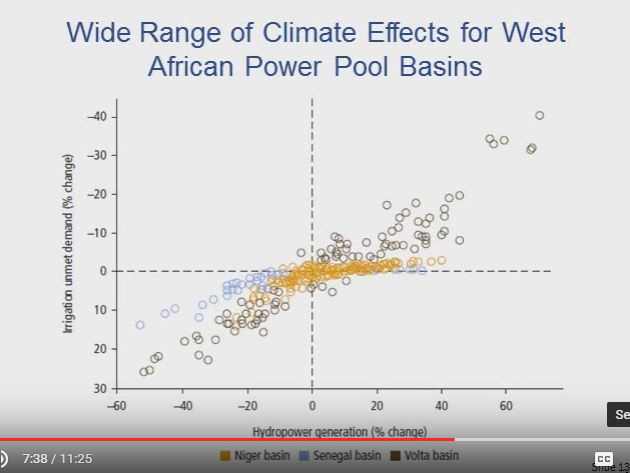 Wide Range of Climate Effects for West
African Power Pool Basins
Irrigation unmet demand (% change)
−40
−30
−20
−10
0
10
20
30
−60 −40 −20 0 20 40 60
Hydropower generation (% change)
Niger basin Senegal basin Volta basin
Se
7:38 / 11:25
CC
Slide 13